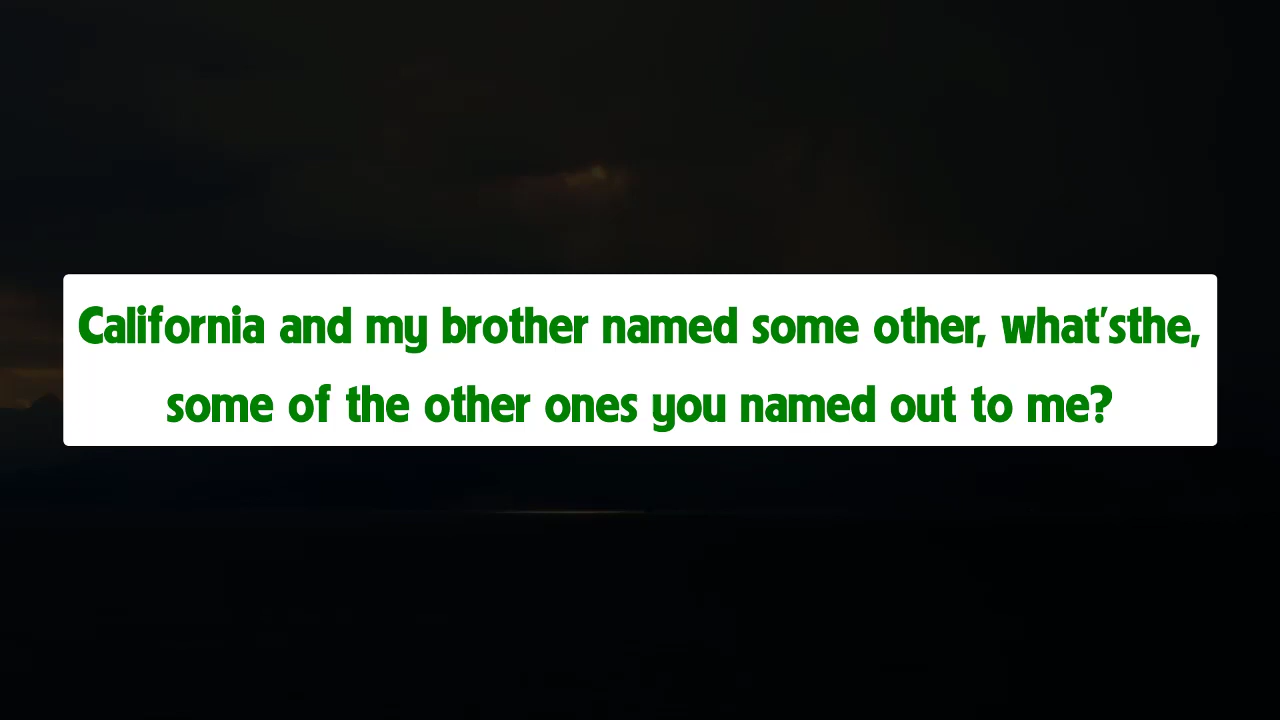 California and my brother named some other, what'sthe,
some of the other ones you named out to me?